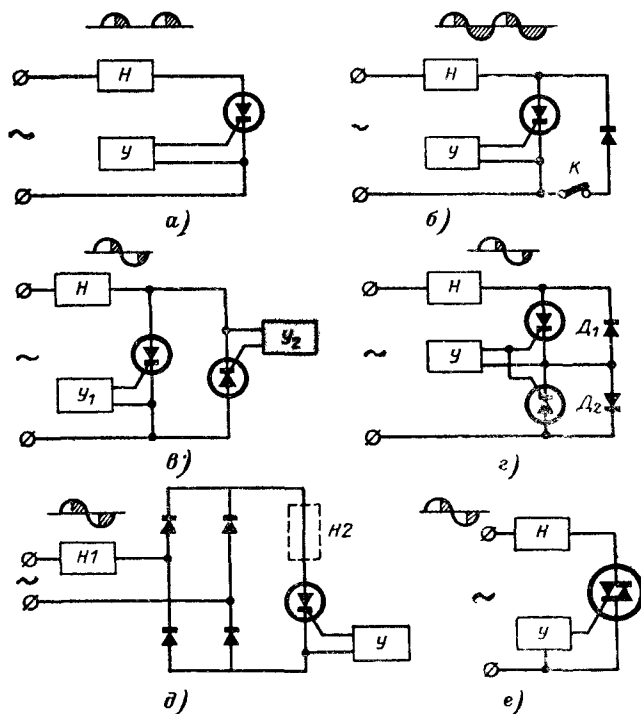 Н
У
~
а)
Н
У
К
~
б)
Н
У₁
У₂
~
в)
Н
У
Д₁
Д₂
~
г)
Н1
Н2
У
~
д)
Н
У
~
е)